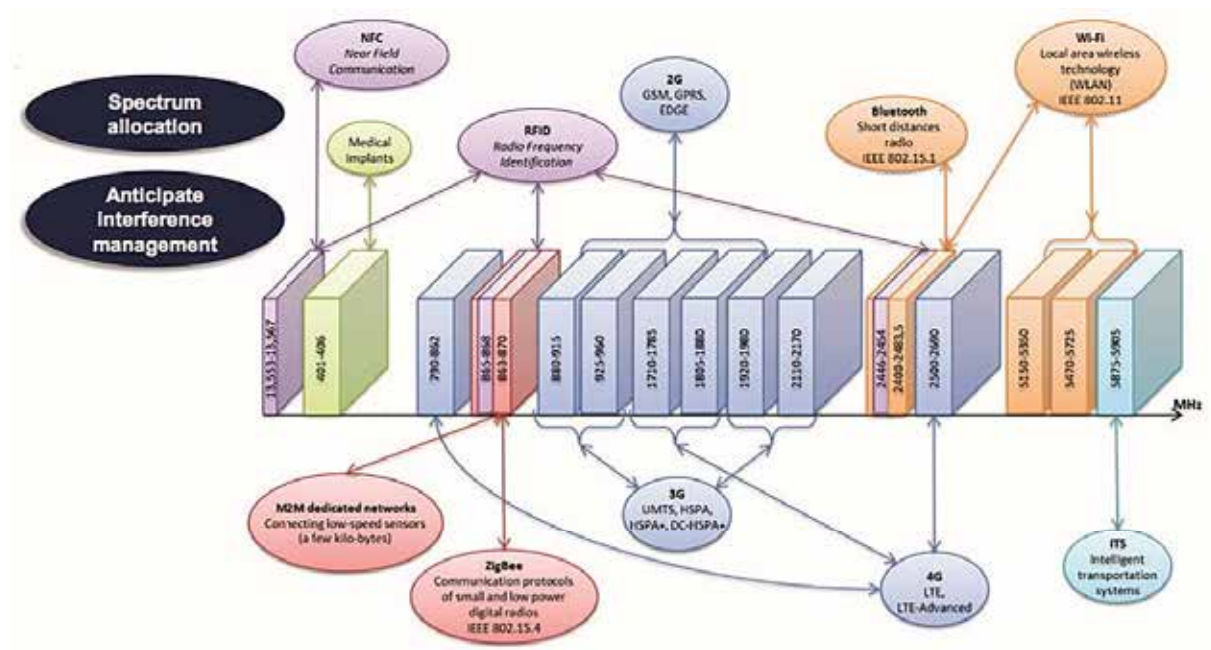 Spectrum
allocation
Anticipate
interference
management
NFC
Near Field
Communication
Medical
Implants
RFID
Radio Frequency
Identification
2G
GSM, GPRS,
EDGE
Bluetooth
Short distances
radio
IEEE 802.15.1
Wi-Fi
Local area wireless
technology
(WLAN)
IEEE 802.11
13,553-13,567
401-406
790-862
865-868
863-870
880-915
925-960
1710-1785
1805-1880
1920-1980
2110-2170
2446-2454
2400-2483,5
2500-2690
5150-5350
5470-5725
5875-5905
MHz
M2M dedicated networks
Connecting low-speed sensors
(a few kilo-bytes)
ZigBee
Communication protocols
of small and low power
digital radios
IEEE 802.15.4
3G
UMTS, HSPA,
HSPA+, DC-HSPA+
4G
LTE,
LTE-Advanced
ITS
Intelligent
transportation
systems